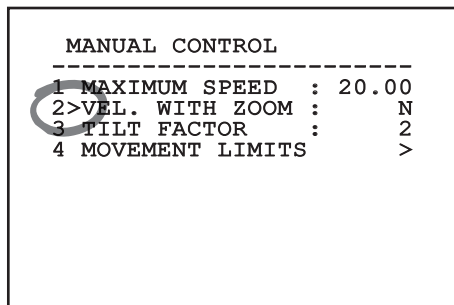 MANUAL CONTROL
-------------------------
1 MAXIMUM SPEED  : 20.00
2>VEL. WITH ZOOM :     N
3 TILT FACTOR    :     2
4 MOVEMENT LIMITS      >